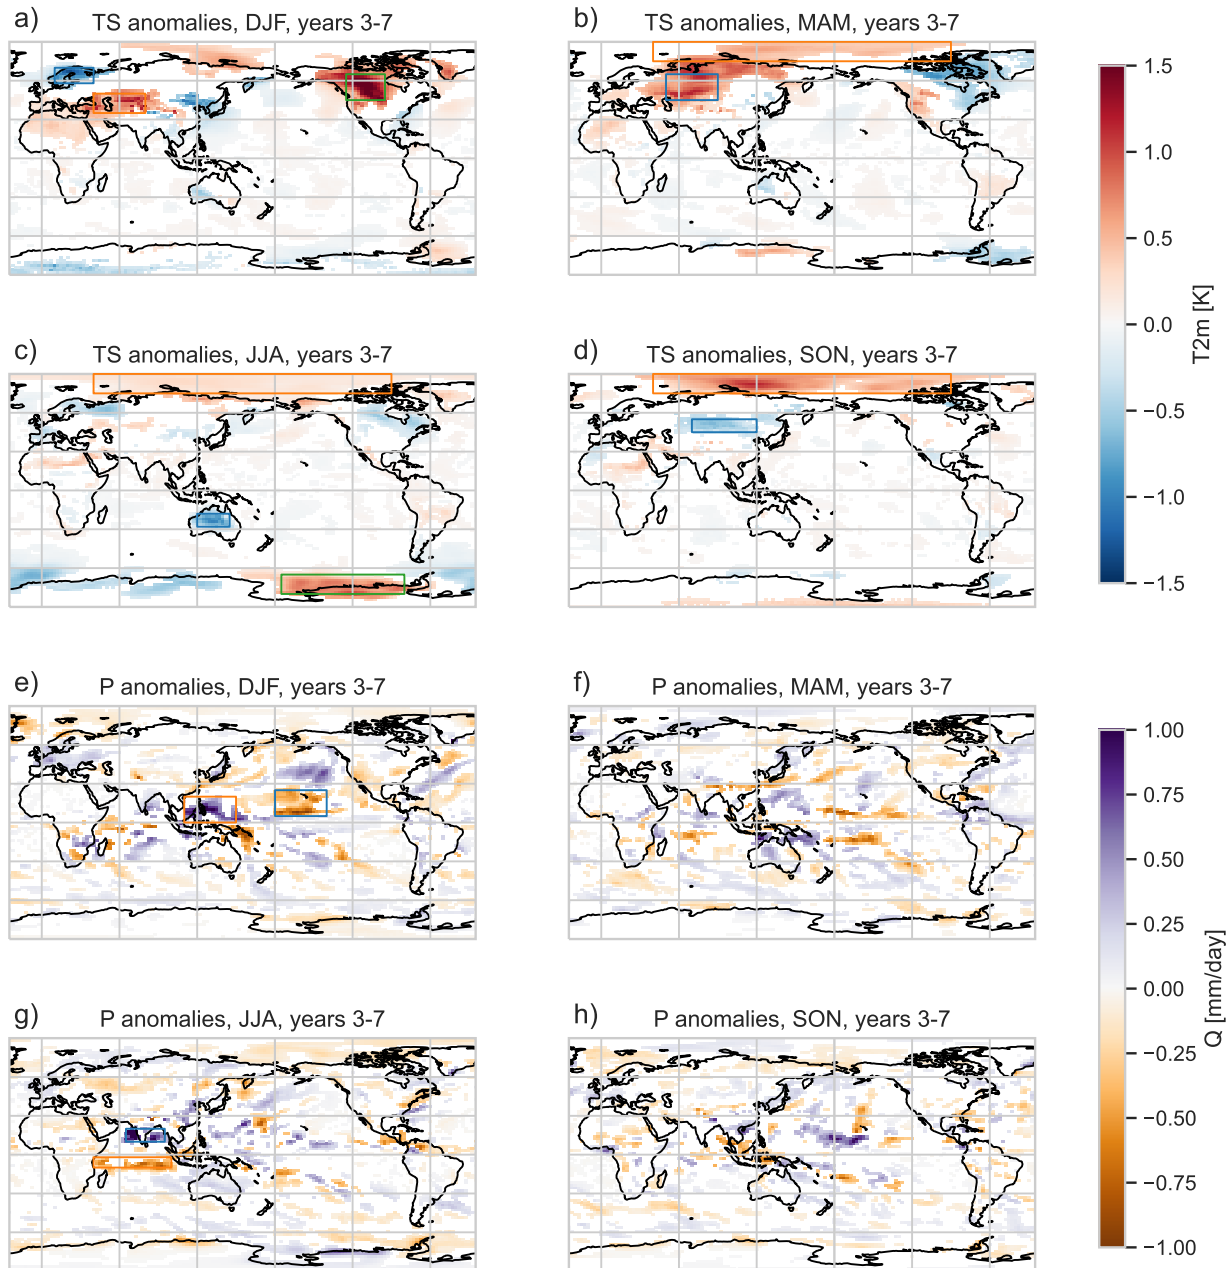 a) TS anomalies, DJF, years 3-7
b) TS anomalies, MAM, years 3-7
c) TS anomalies, JJA, years 3-7
d) TS anomalies, SON, years 3-7
1.5
1.0
0.5
0.0
−0.5
−1.0
−1.5
T2m [K]
e) P anomalies, DJF, years 3-7
f) P anomalies, MAM, years 3-7
g) P anomalies, JJA, years 3-7
h) P anomalies, SON, years 3-7
1.00
0.75
0.50
0.25
0.00
−0.25
−0.50
−0.75
−1.00
Q [mm/day]